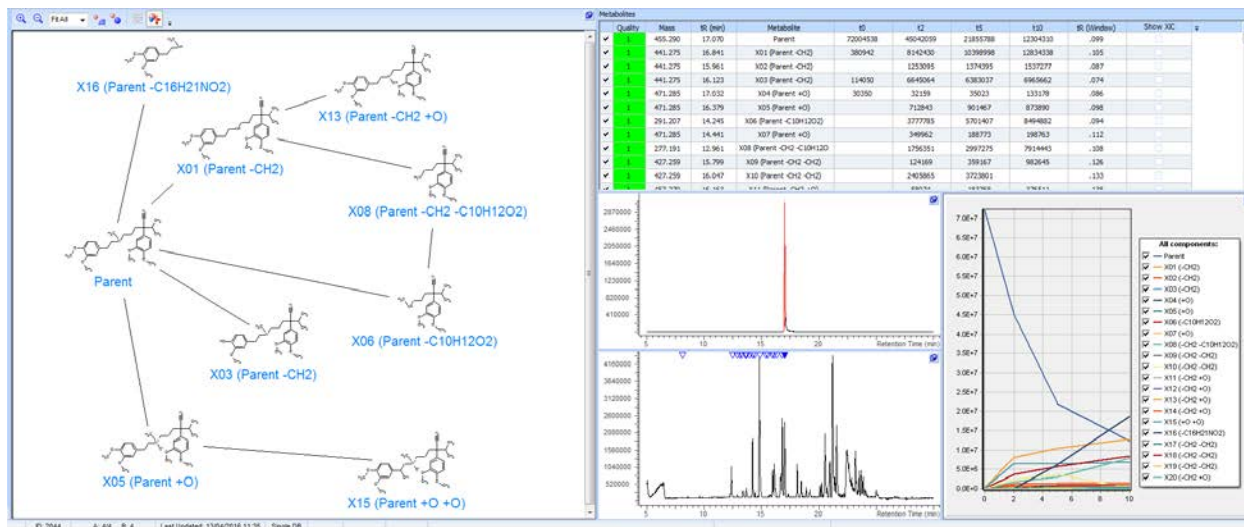 Fit All
X16 (Parent -C16H21NO2)
X13 (Parent -CH2 +O)
X01 (Parent -CH2)
X08 (Parent -CH2 -C10H12O2)
Parent
X06 (Parent -C10H12O2)
X03 (Parent -CH2)
X05 (Parent +O)
X15 (Parent +O +O)
Metabolites
Quality Mass tR (min) Metabolite t0 t2 t5 t10 tR (Window) Show XIC
1 455.290 17.070 Parent 72004538 45042059 21855788 12304310 .099
1 441.275 16.841 X01 (Parent -CH2) 380942 8142430 10398998 12834338 .105
1 441.275 15.961 X02 (Parent -CH2) 1253095 1374395 1537277 .087
1 441.275 16.123 X03 (Parent -CH2) 114050 6645064 6383037 6965662 .074
1 471.285 17.032 X04 (Parent +O) 30350 32159 35023 133178 .086
1 471.285 16.379 X05 (Parent +O) 712843 901467 873890 .098
1 291.207 14.245 X06 (Parent -C10H12O2) 3777785 5701407 8494882 .094
1 471.285 14.441 X07 (Parent +O) 349962 188773 198763 .112
1 277.191 12.961 X08 (Parent -CH2 -C10H12O 1756351 2997275 7914443 .108
1 427.259 15.799 X09 (Parent -CH2 -CH2) 124169 359167 982645 .126
1 427.259 16.047 X10 (Parent -CH2 -CH2) 2405865 3723801 .133
2870000
2460000
2050000
1640000
1230000
820000
410000
5 10 15 20
Retention Time (min)
4160000
3640000
3120000
2600000
2080000
1560000
1040000
520000
5 10 15 20
Retention Time (min)
7.0E+7
6.5E+7
6.0E+7
5.5E+7
5.0E+7
4.5E+7
4.0E+7
3.5E+7
3.0E+7
2.5E+7
2.0E+7
1.5E+7
1.0E+7
5.0E+6
0.0E+0
0 2 4 6 8 10
All components:
Parent
X01 (-CH2)
X02 (-CH2)
X03 (-CH2)
X04 (+O)
X05 (+O)
X06 (-C10H12O2)
X07 (+O)
X08 (-CH2 -C10H12O2)
X09 (-CH2 -CH2)
X10 (-CH2 -CH2)
X11 (-CH2 +O)
X12 (-CH2 +O)
X13 (-CH2 +O)
X14 (-CH2 +O)
X15 (+O +O)
X16 (-C16H21NO2)
X17 (-CH2 -CH2)
X18 (-CH2 -CH2)
X19 (-CH2 -CH2)
X20 (-CH2 +O)